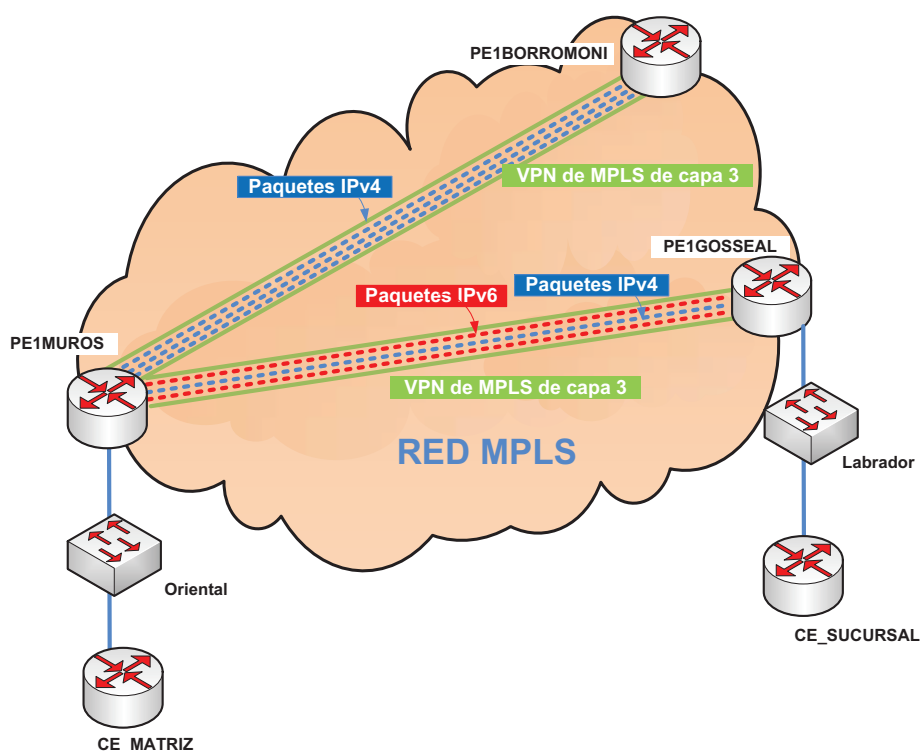 PE1BORROMONI
Paquetes IPv4
VPN de MPLS de capa 3
PE1GOSSEAL
Paquetes IPv6
Paquetes IPv4
PE1MUROS
VPN de MPLS de capa 3
RED MPLS
Labrador
Oriental
CE_SUCURSAL
CE_MATRIZ